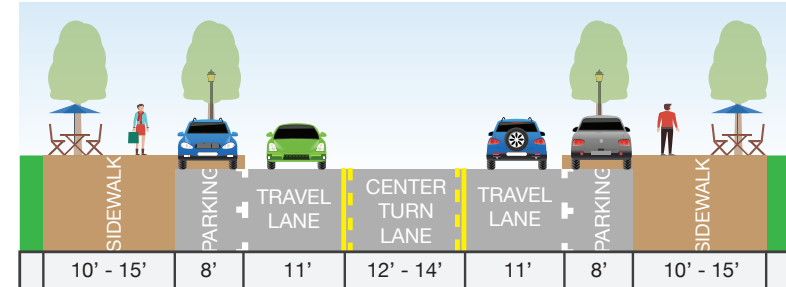 SIDEWALK
PARKING
TRAVEL
LANE
CENTER
TURN
LANE
TRAVEL
LANE
PARKING
SIDEWALK
10’ - 15’
8’
11’
12’ - 14’
11’
8’
10’ - 15’